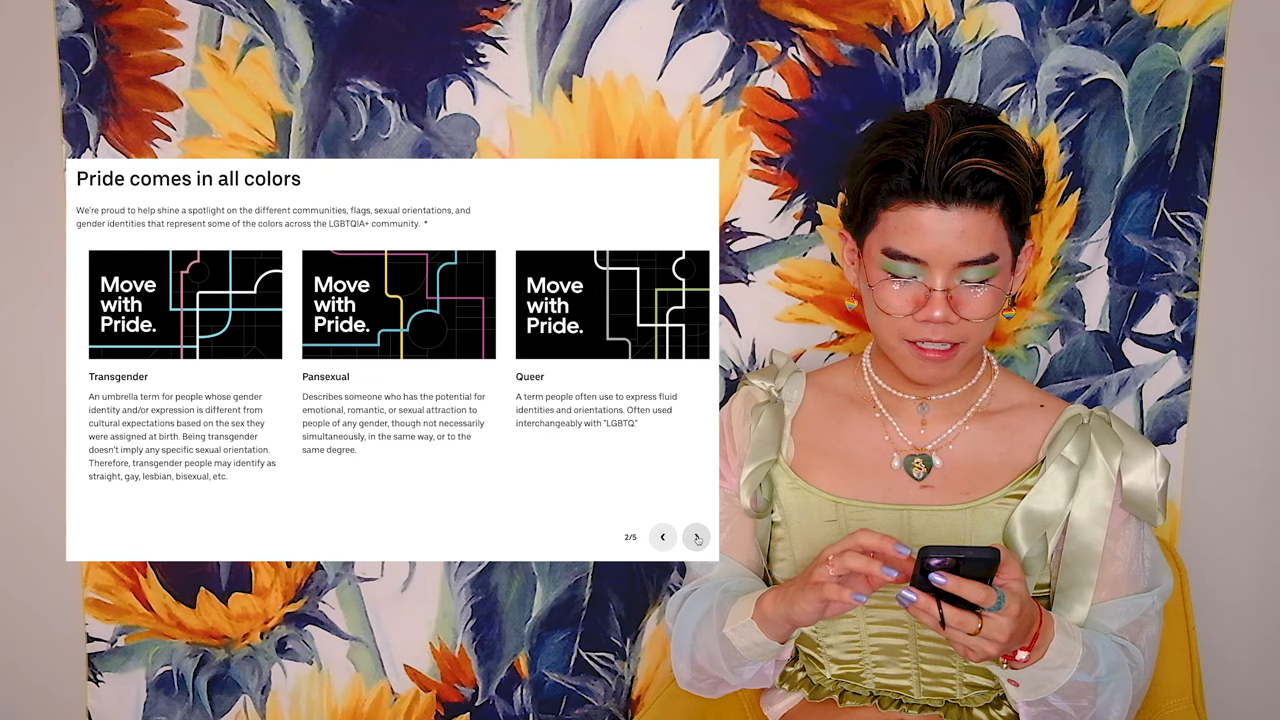 Pride comes in all colors
We're proud to help shine a spotlight on the different communities, flags, sexual orientations, and
gender identities that represent some of the colors across the LGBTQIA+ community. *
Move
with
Pride.
Transgender
An umbrella term for people whose gender
identity and/or expression is different from
cultural expectations based on the sex they
were assigned at birth. Being transgender
doesn't imply any specific sexual orientation.
Therefore, transgender people may identify as
straight, gay, lesbian, bisexual, etc.
Move
with
Pride.
Pansexual
Describes someone who has the potential for
emotional, romantic, or sexual attraction to
people of any gender, though not necessarily
simultaneously, in the same way, or to the
same degree.
Move
with
Pride.
Queer
A term people often use to express fluid
identities and orientations. Often used
interchangeably with "LGBTQ."
2/5